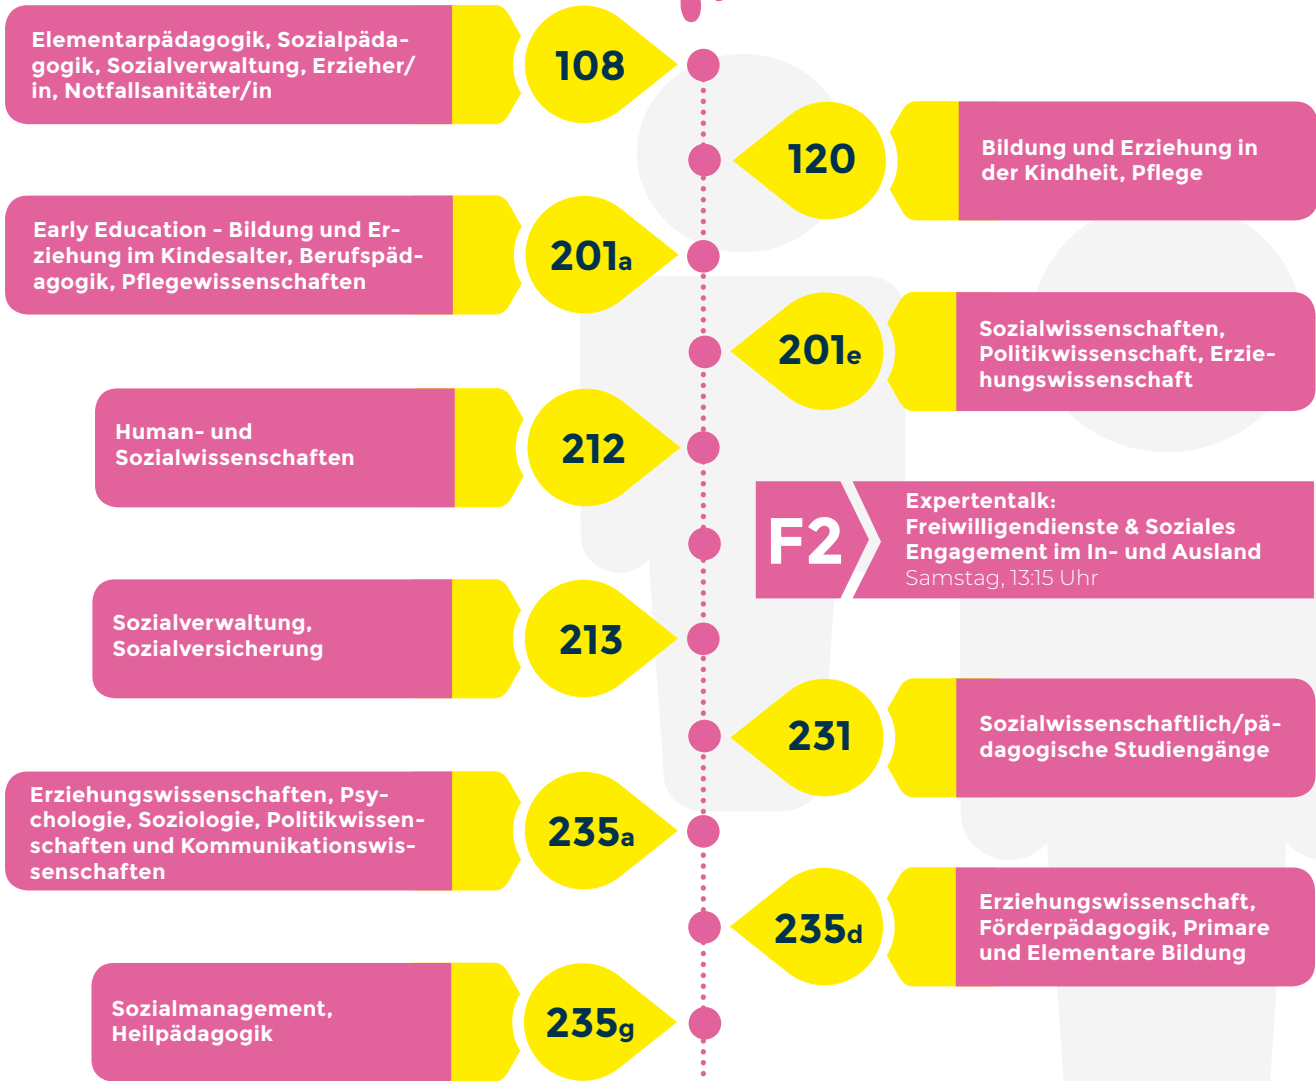 Elementarpädagogik, Sozialpäda-
gogik, Sozialverwaltung, Erzieher/
in, Notfallsanitäter/in
108
120
Bildung und Erziehung in
der Kindheit, Pflege
Early Education - Bildung und Er-
ziehung im Kindesalter, Berufspäd-
agogik, Pflegewissenschaften
201a
201e
Sozialwissenschaften,
Politikwissenschaft, Erzie-
hungswissenschaft
Human- und
Sozialwissenschaften
212
F2
Expertentalk:
Freiwilligendienste & Soziales
Engagement im In- und Ausland
Samstag, 13:15 Uhr
Sozialverwaltung,
Sozialversicherung
213
231
Sozialwissenschaftlich/pä-
dagogische Studiengänge
Erziehungswissenschaften, Psy-
chologie, Soziologie, Politikwissen-
schaften und Kommunikationswis-
senschaften
235a
235d
Erziehungswissenschaft,
Förderpädagogik, Primare
und Elementare Bildung
Sozialmanagement,
Heilpädagogik
235g